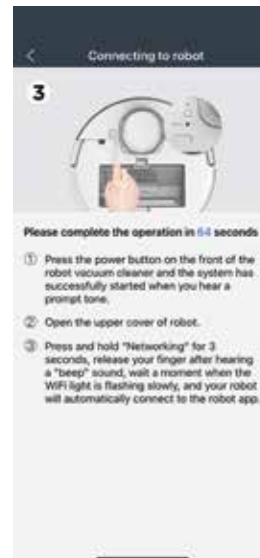 Connecting to robot
3
Please complete the operation in 64 seconds
① Press the power button on the front of the
robot vacuum cleaner and the system has
successfully started when you hear a
prompt tone.
② Open the upper cover of robot.
③ Press and hold "Networking" for 3
seconds, release your finger after hearing
a "beep" sound, wait a moment when the
WiFi light is flashing slowly, and your robot
will automatically connect to the robot app.